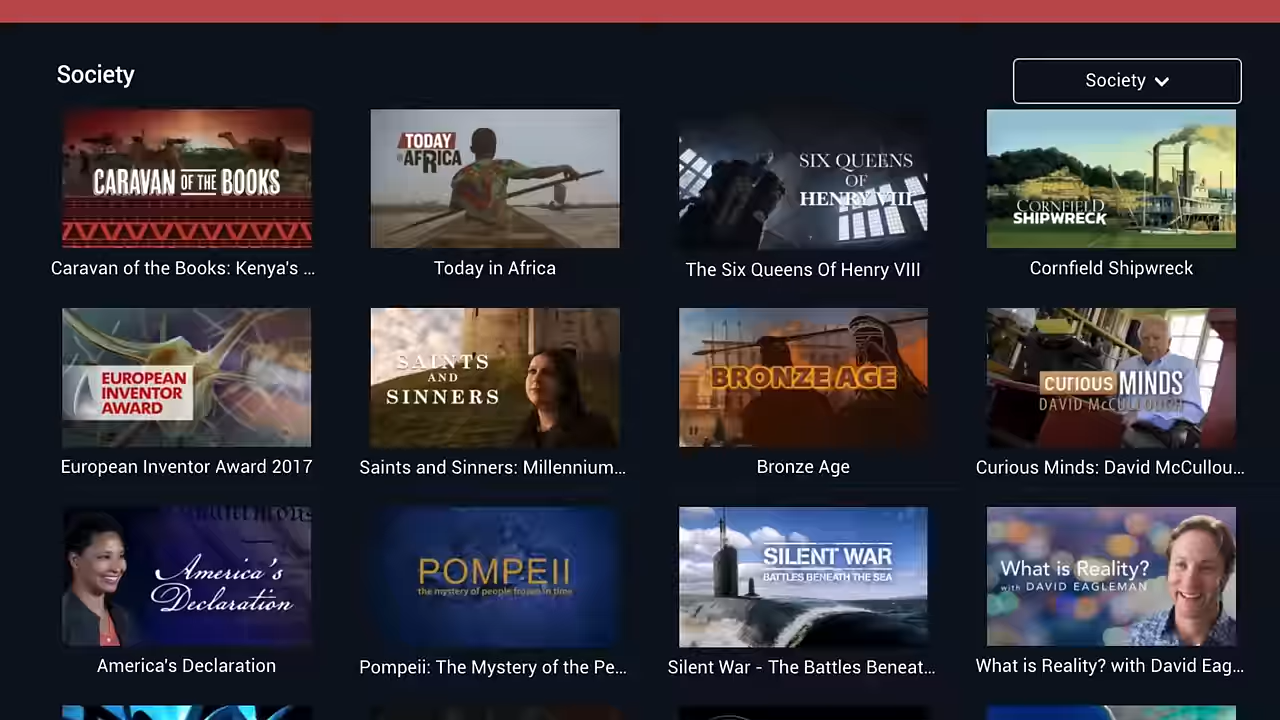 Society
Society
CARAVAN OF THE BOOKS
TODAY
in AFRICA
SIX QUEENS
OF
HENRY VIII
CORNFIELD
SHIPWRECK
Caravan of the Books: Kenya's ...
Today in Africa
The Six Queens Of Henry VIII
Cornfield Shipwreck
EUROPEAN
INVENTOR
AWARD
SAINTS
AND
SINNERS
BRONZE AGE
CURIOUS MINDS
DAVID McCULLOUGH
European Inventor Award 2017
Saints and Sinners: Millennium...
Bronze Age
Curious Minds: David McCullou...
America's
Declaration
POMPEII
the mystery of people frozen in time
SILENT WAR
BATTLES BENEATH THE SEA
What is Reality?
with DAVID EAGLEMAN
America's Declaration
Pompeii: The Mystery of the Pe...
Silent War - The Battles Beneat...
What is Reality? with David Eag...